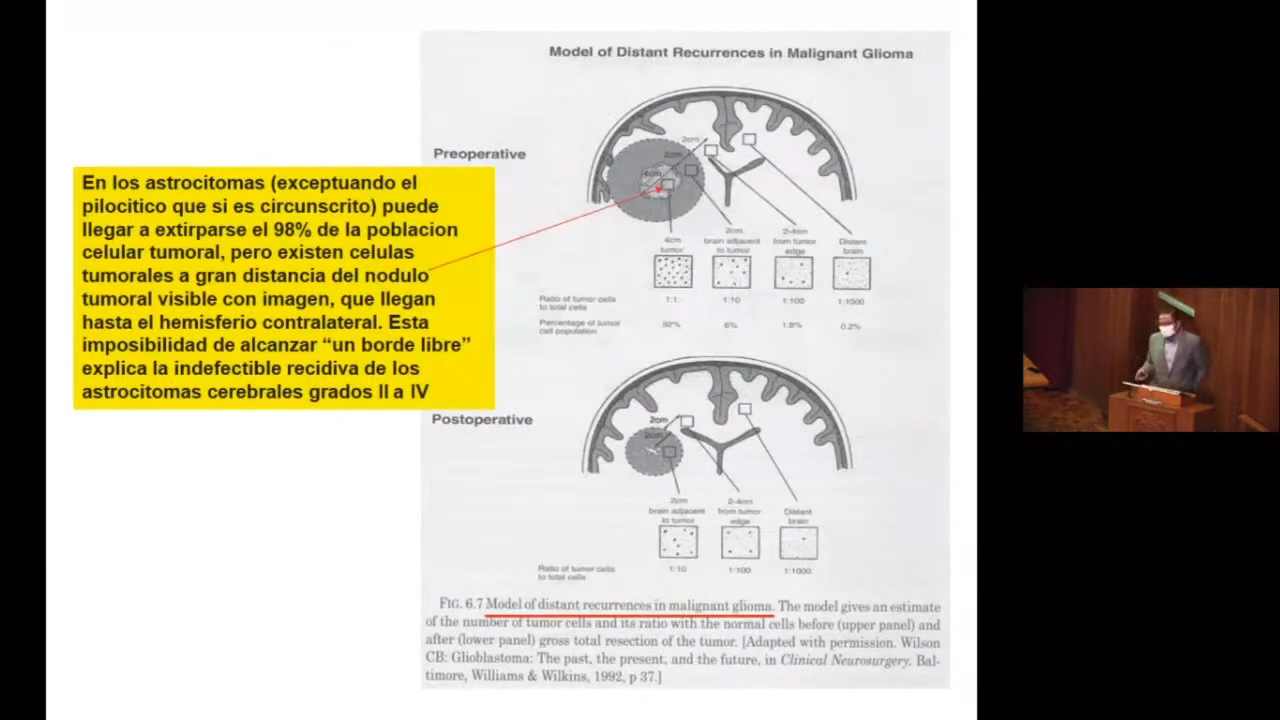 Model of Distant Recurrences in Malignant Glioma
Preoperative
2cm
2cm
4cm
4cm
tumor
2cm
brain adjacent
to tumor
2-4cm
from tumor
edge
Distant
brain
Ratio of tumor cells
to total cells
1:1
1:10
1:100
1:1000
Percentage of tumor
cell population
92%
6%
1.8%
0.2%
En los astrocitomas (exceptuando el
pilocitico que si es circunscrito) puede
llegar a extirparse el 98% de la poblacion
celular tumoral, pero existen celulas
tumorales a gran distancia del nodulo
tumoral visible con imagen, que llegan
hasta el hemisferio contralateral. Esta
imposibilidad de alcanzar “un borde libre”
explica la indefectible recidiva de los
astrocitomas cerebrales grados II a IV
Postoperative
2cm
2cm
2cm
brain adjacent
to tumor
2-4cm
from tumor
edge
Distant
brain
Ratio of tumor cells
to total cells
1:10
1:100
1:1000
FIG. 6.7 Model of distant recurrences in malignant glioma. The model gives an estimate
of the number of tumor cells and its ratio with the normal cells before (upper panel) and
after (lower panel) gross total resection of the tumor. [Adapted with permission. Wilson
CB: Glioblastoma: The past, the present, and the future, in Clinical Neurosurgery. Bal-
timore, Williams & Wilkins, 1992, p 37.]